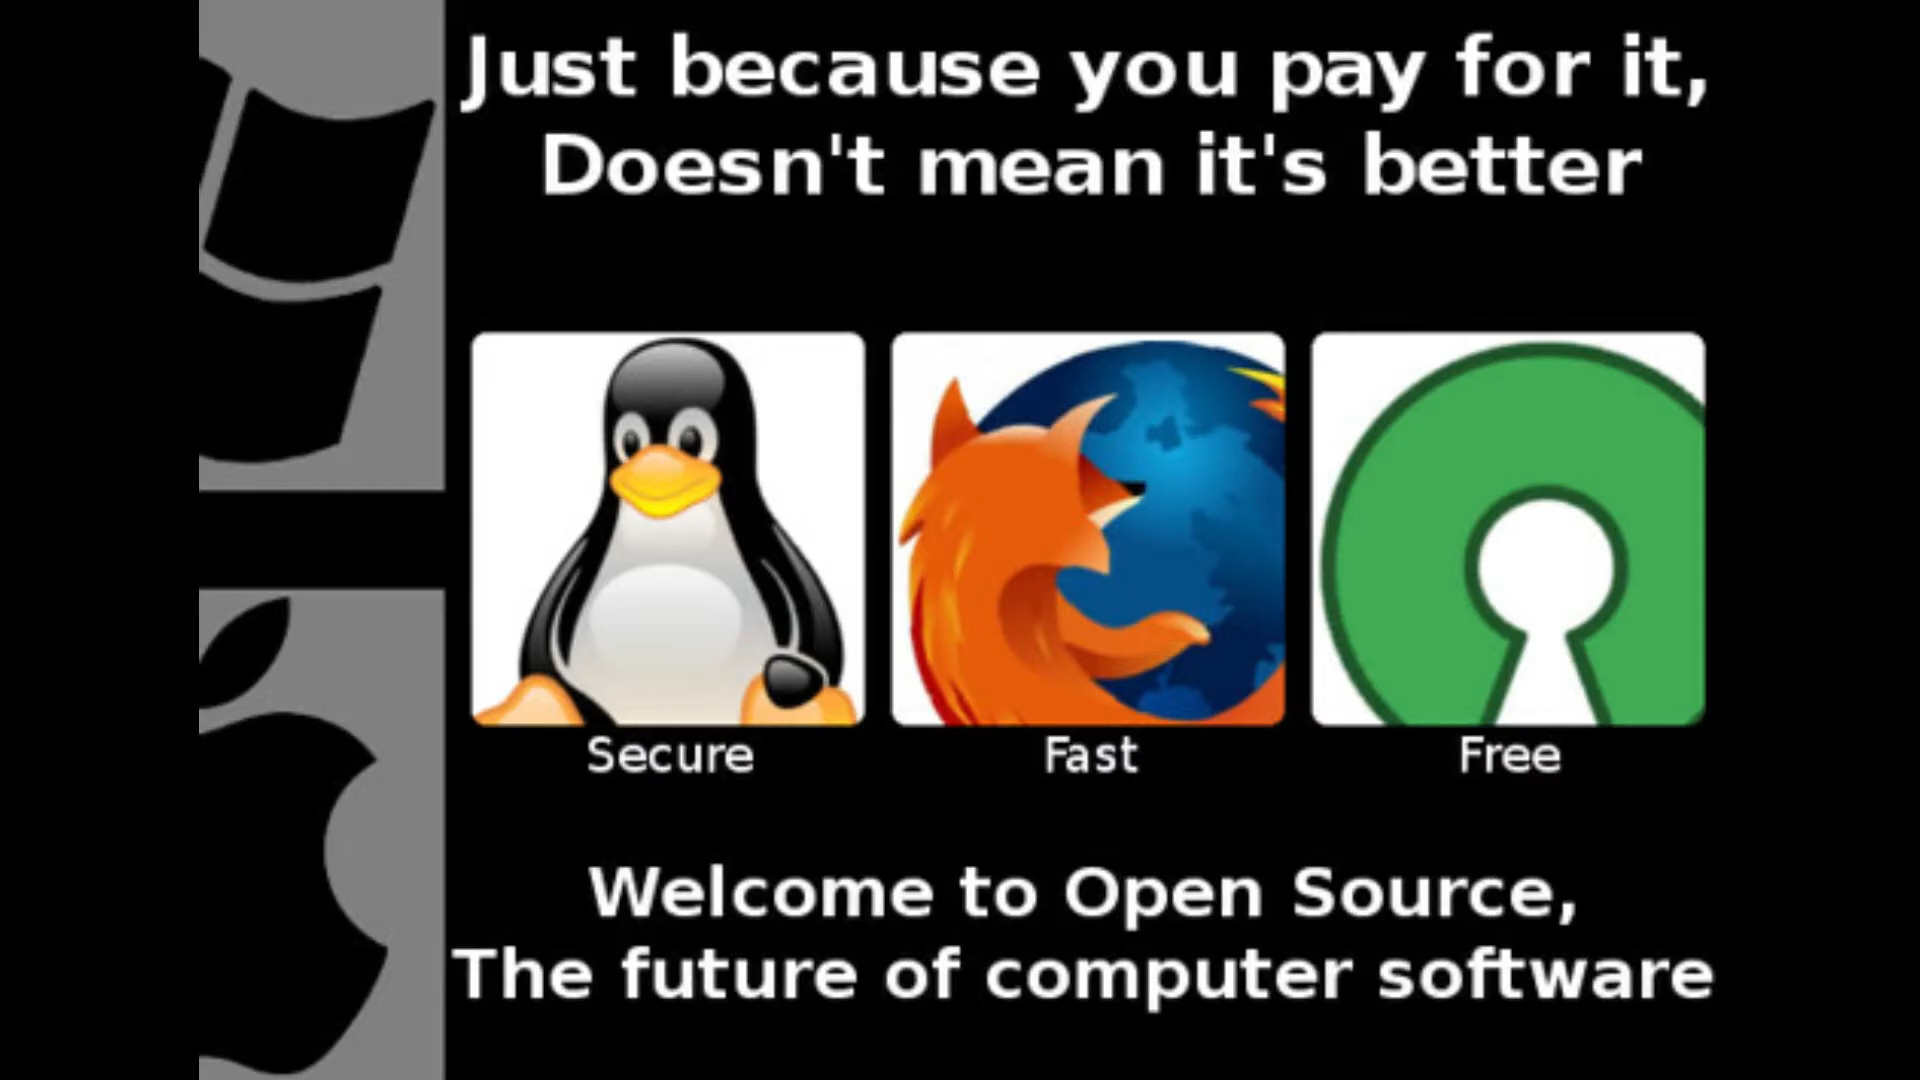 Just because you pay for it,
Doesn't mean it's better
Secure
Fast
Free
Welcome to Open Source,
The future of computer software